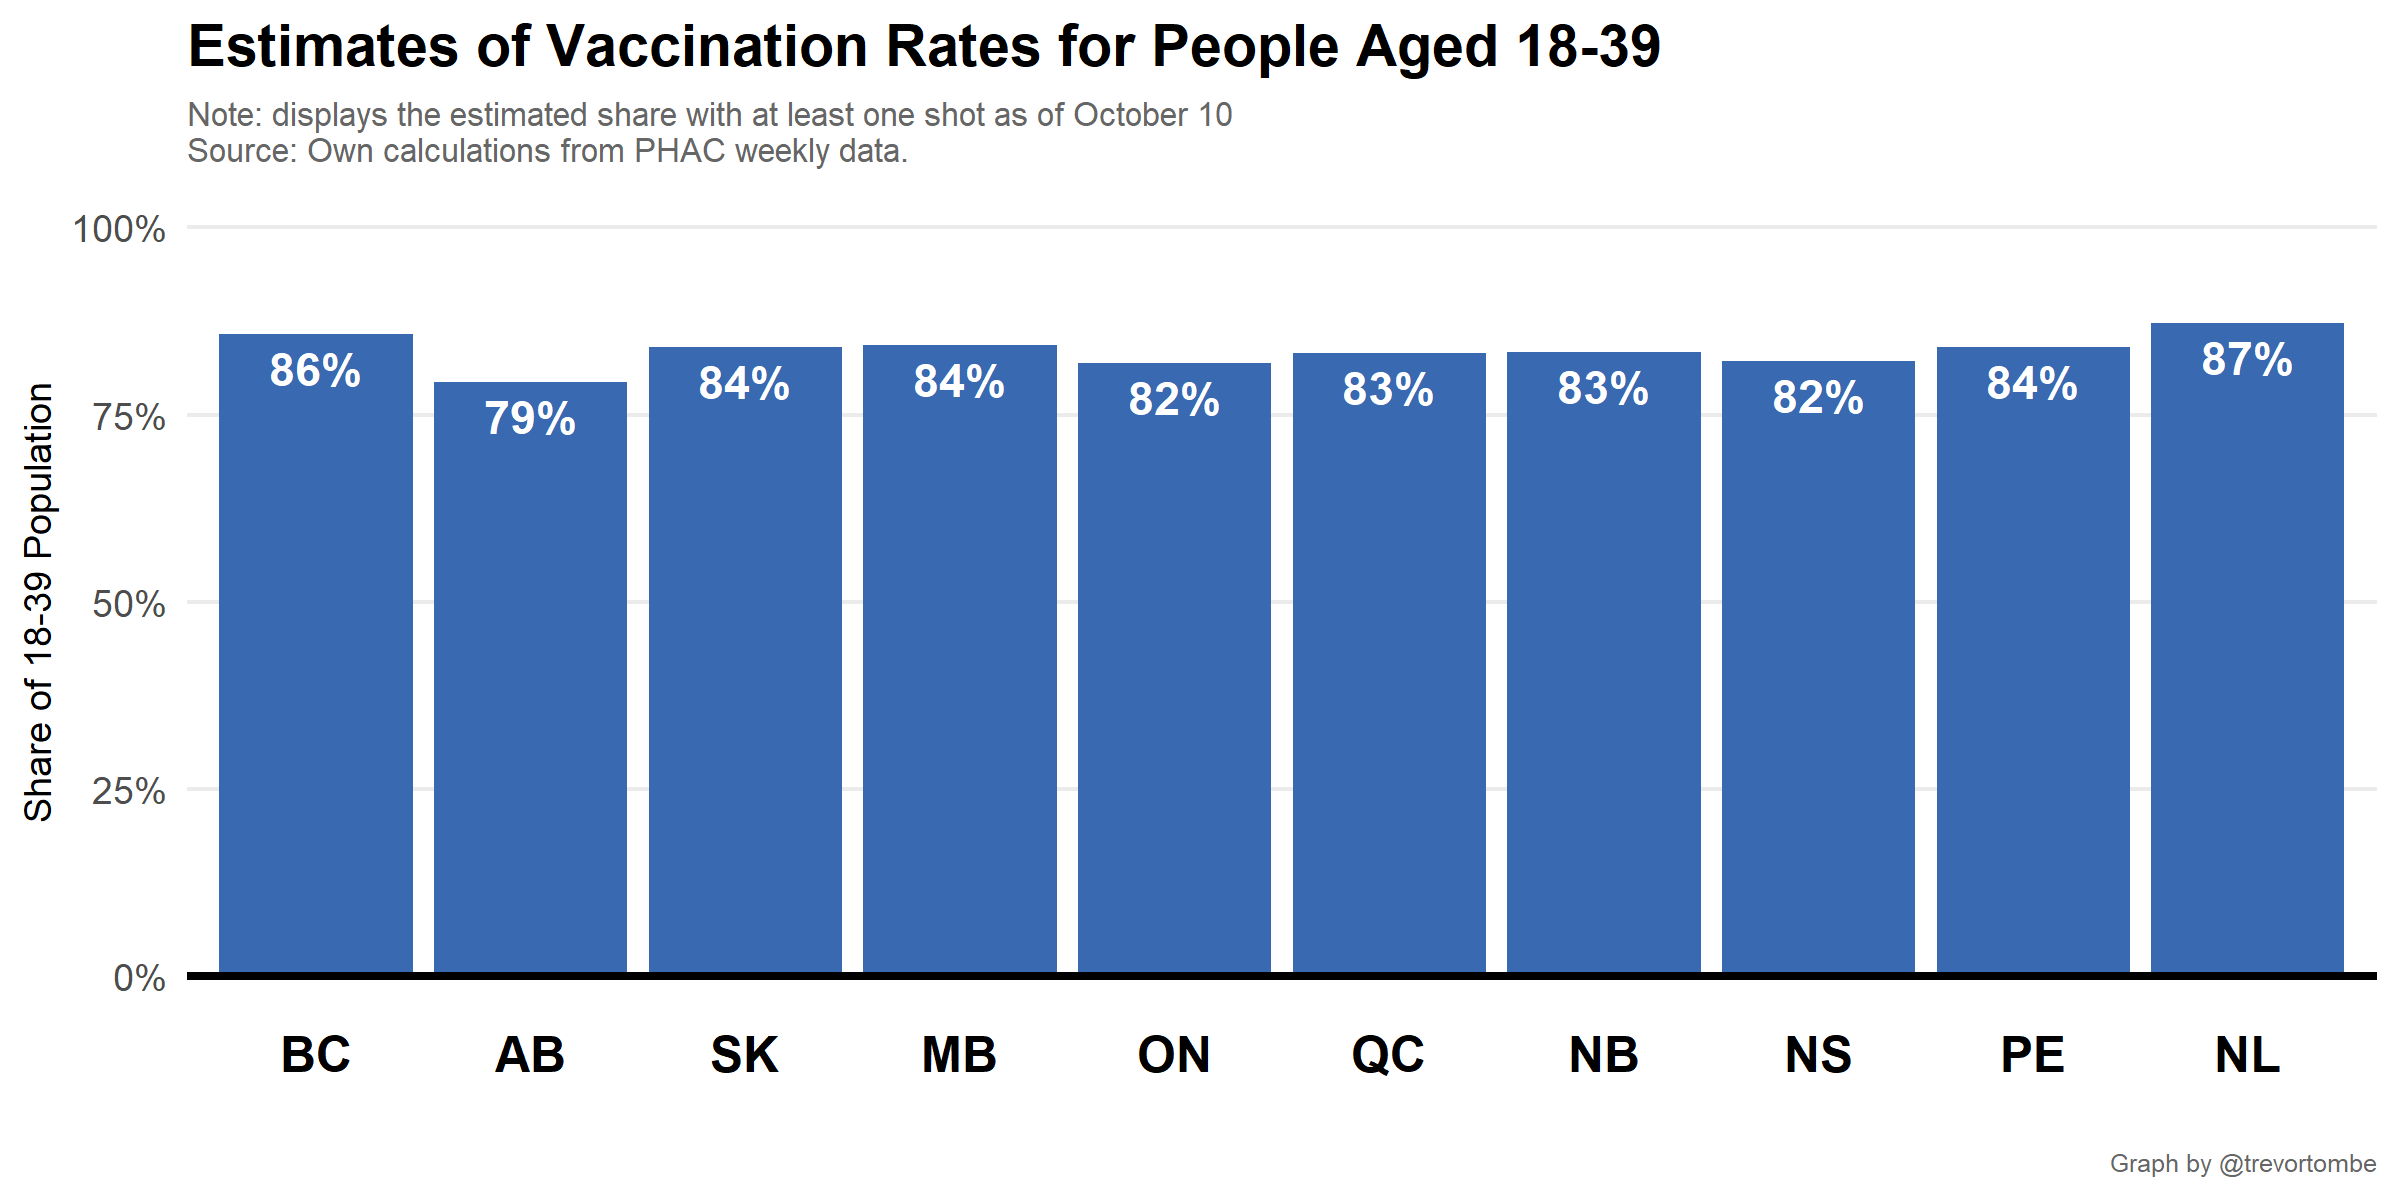 Estimates of Vaccination Rates for People Aged 18-39
Note: displays the estimated share with at least one shot as of October 10
Source: Own calculations from PHAC weekly data.
Share of 18-39 Population
100%
75%
50%
25%
0%
86%
79%
84%
84%
82%
83%
83%
82%
84%
87%
BC
AB
SK
MB
ON
QC
NB
NS
PE
NL
Graph by @trevortombe